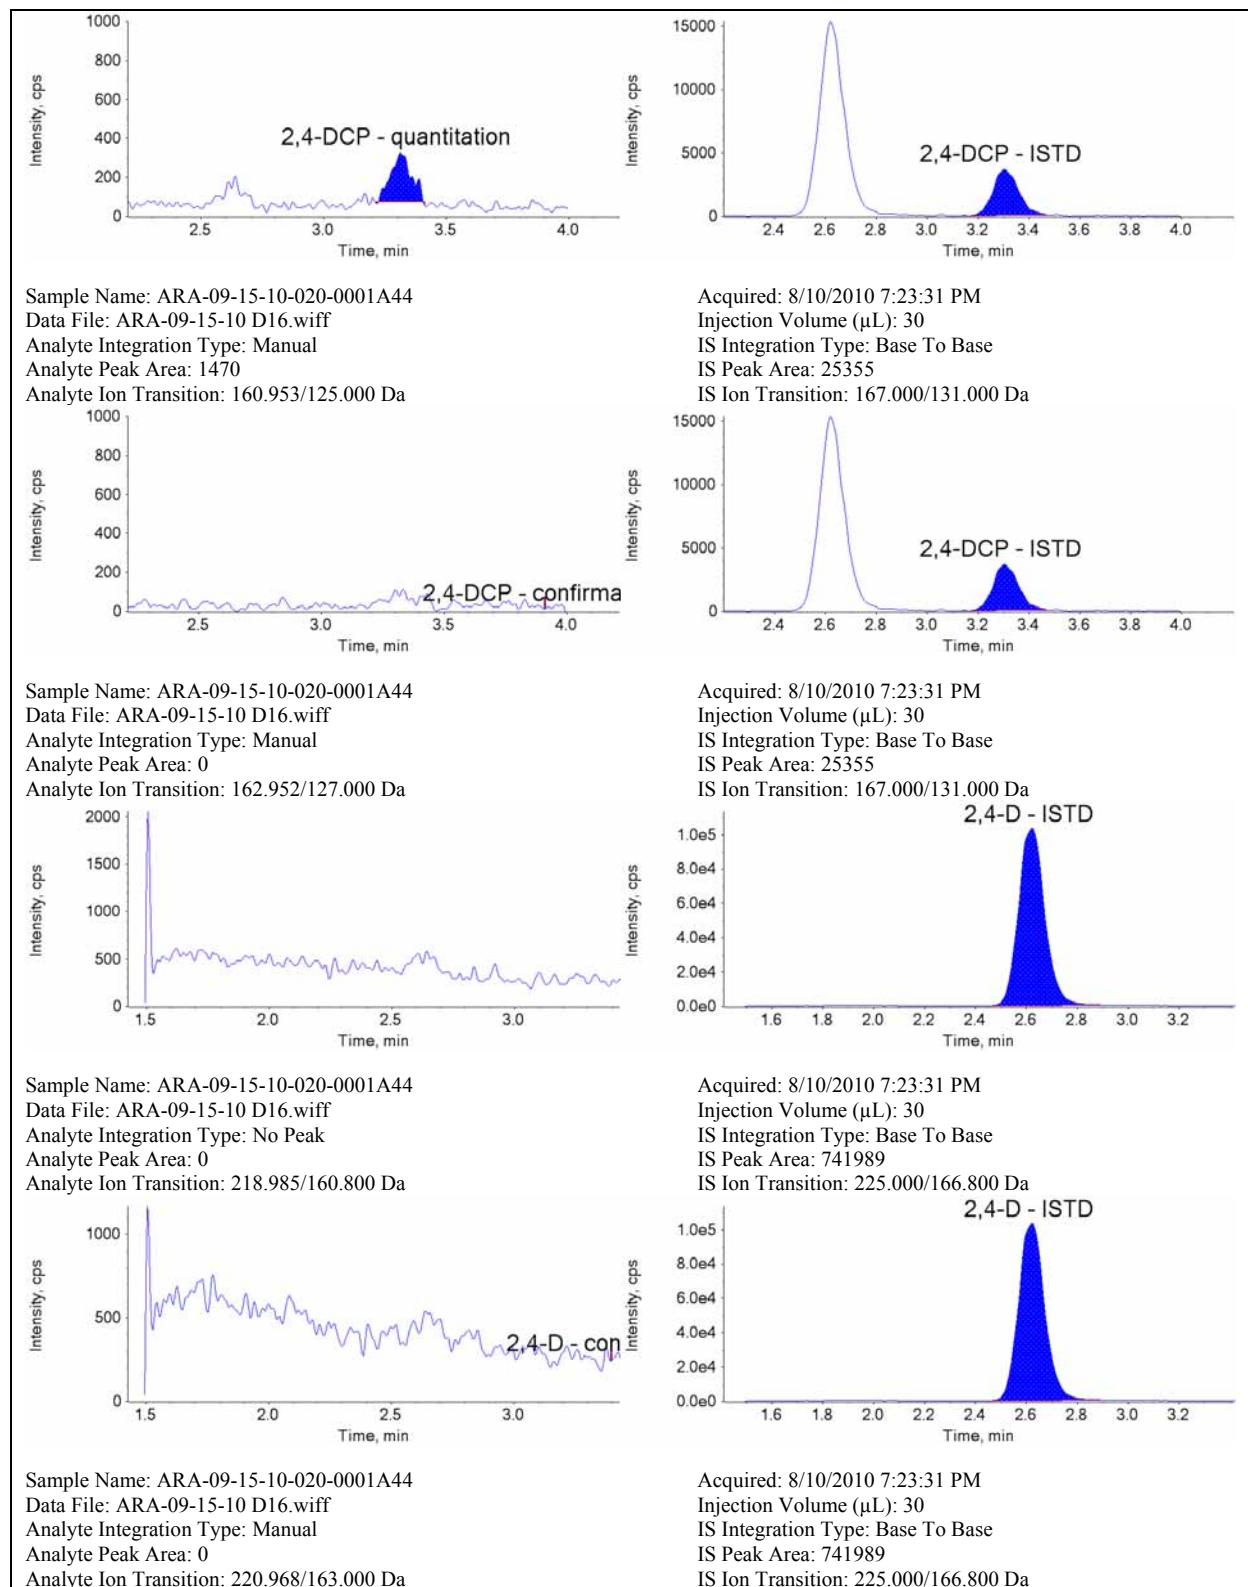 1000
800
600
400
200
0
Intensity, cps
2,4-DCP - quantitation
2.5 3.0 3.5 4.0
Time, min
15000
10000
5000
0
Intensity, cps
2,4-DCP - ISTD
2.4 2.6 2.8 3.0 3.2 3.4 3.6 3.8 4.0
Time, min
Sample Name: ARA-09-15-10-020-0001A44
Data File: ARA-09-15-10 D16.wiff
Analyte Integration Type: Manual
Analyte Peak Area: 1470
Analyte Ion Transition: 160.953/125.000 Da
Acquired: 8/10/2010 7:23:31 PM
Injection Volume (µL): 30
IS Integration Type: Base To Base
IS Peak Area: 25355
IS Ion Transition: 167.000/131.000 Da
1000
800
600
400
200
0
Intensity, cps
2,4-DCP - confirma
2.5 3.0 3.5 4.0
Time, min
15000
10000
5000
0
Intensity, cps
2,4-DCP - ISTD
2.4 2.6 2.8 3.0 3.2 3.4 3.6 3.8 4.0
Time, min
Sample Name: ARA-09-15-10-020-0001A44
Data File: ARA-09-15-10 D16.wiff
Analyte Integration Type: Manual
Analyte Peak Area: 0
Analyte Ion Transition: 162.952/127.000 Da
Acquired: 8/10/2010 7:23:31 PM
Injection Volume (µL): 30
IS Integration Type: Base To Base
IS Peak Area: 25355
IS Ion Transition: 167.000/131.000 Da
2000
1500
1000
500
0
Intensity, cps
1.5 2.0 2.5 3.0
Time, min
2,4-D - ISTD
1.0e5
8.0e4
6.0e4
4.0e4
2.0e4
0.0e0
Intensity, cps
1.6 1.8 2.0 2.2 2.4 2.6 2.8 3.0 3.2
Time, min
Sample Name: ARA-09-15-10-020-0001A44
Data File: ARA-09-15-10 D16.wiff
Analyte Integration Type: No Peak
Analyte Peak Area: 0
Analyte Ion Transition: 218.985/160.800 Da
Acquired: 8/10/2010 7:23:31 PM
Injection Volume (µL): 30
IS Integration Type: Base To Base
IS Peak Area: 741989
IS Ion Transition: 225.000/166.800 Da
1000
500
0
Intensity, cps
2,4-D - con
1.5 2.0 2.5 3.0
Time, min
2,4-D - ISTD
1.0e5
8.0e4
6.0e4
4.0e4
2.0e4
0.0e0
Intensity, cps
1.6 1.8 2.0 2.2 2.4 2.6 2.8 3.0 3.2
Time, min
Sample Name: ARA-09-15-10-020-0001A44
Data File: ARA-09-15-10 D16.wiff
Analyte Integration Type: Manual
Analyte Peak Area: 0
Analyte Ion Transition: 220.968/163.000 Da
Acquired: 8/10/2010 7:23:31 PM
Injection Volume (µL): 30
IS Integration Type: Base To Base
IS Peak Area: 741989
IS Ion Transition: 225.000/166.800 Da